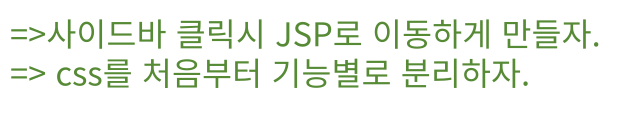 =>사이드바 클릭시 JSP로 이동하게 만들자.
=> css를 처음부터 기능별로 분리하자.